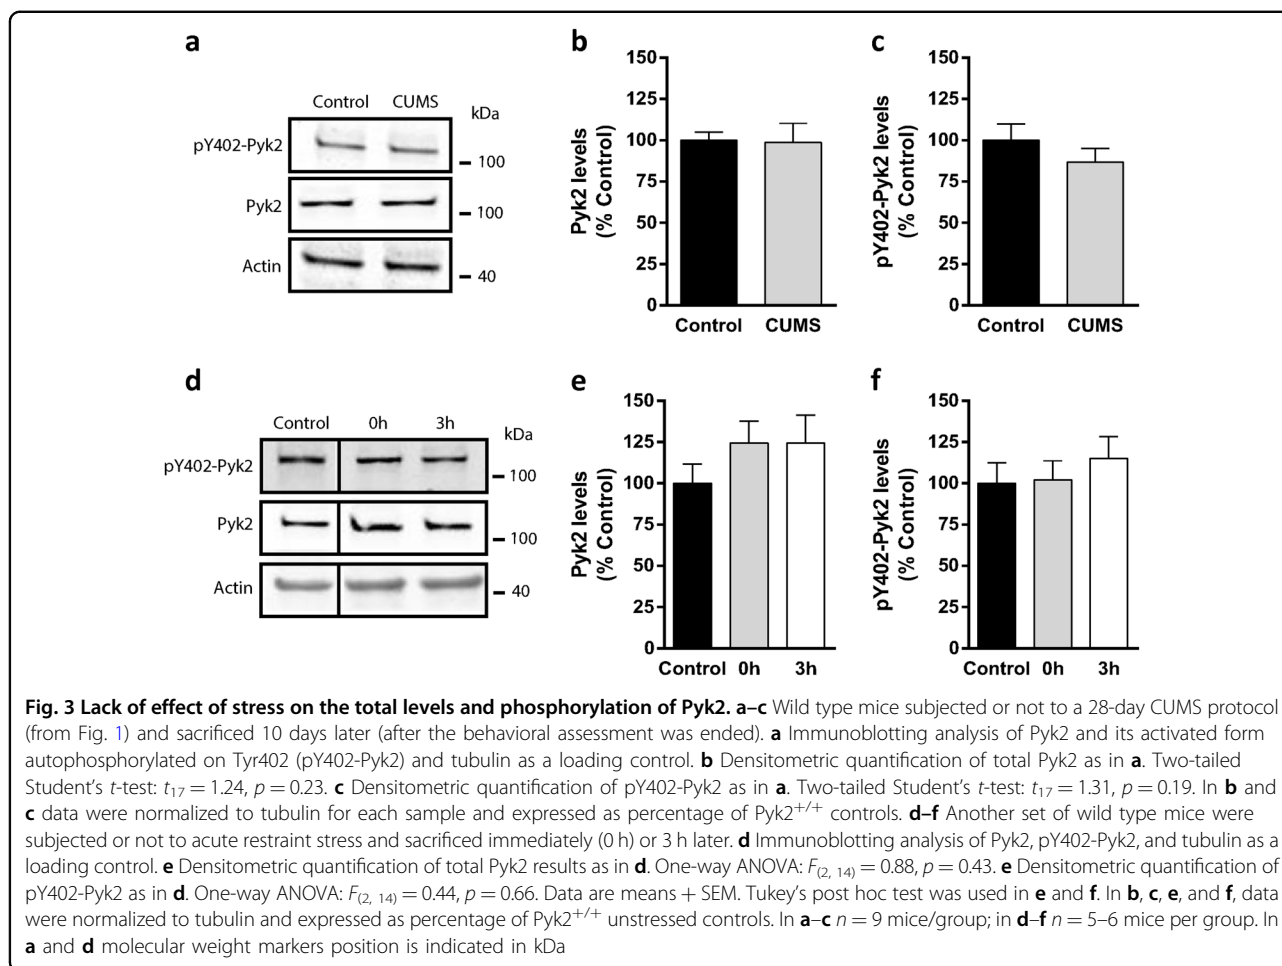 a
Control CUMS
kDa
pY402-Pyk2
100
Pyk2
100
Actin
40
b
150
125
100
75
50
25
0
Pyk2 levels
(% Control)
Control CUMS
c
150
125
100
75
50
25
0
pY402-Pyk2 levels
(% Control)
Control CUMS
d
Control 0h 3h
kDa
pY402-Pyk2
100
Pyk2
100
Actin
40
e
150
125
100
75
50
25
0
Pyk2 levels
(% Control)
Control 0h 3h
f
150
125
100
75
50
25
0
pY402-Pyk2 levels
(% Control)
Control 0h 3h
Fig. 3 Lack of effect of stress on the total levels and phosphorylation of Pyk2. a–c Wild type mice subjected or not to a 28-day CUMS protocol
(from Fig. 1) and sacrificed 10 days later (after the behavioral assessment was ended). a Immunoblotting analysis of Pyk2 and its activated form
autophosphorylated on Tyr402 (pY402-Pyk2) and tubulin as a loading control. b Densitometric quantification of total Pyk2 as in a. Two-tailed
Student's t-test: t17 = 1.24, p = 0.23. c Densitometric quantification of pY402-Pyk2 as in a. Two-tailed Student's t-test: t17 = 1.31, p = 0.19. In b and
c data were normalized to tubulin for each sample and expressed as percentage of Pyk2+/+ controls. d–f Another set of wild type mice were
subjected or not to acute restraint stress and sacrificed immediately (0 h) or 3 h later. d Immunoblotting analysis of Pyk2, pY402-Pyk2, and tubulin as a
loading control. e Densitometric quantification of total Pyk2 results as in d. One-way ANOVA: F(2, 14) = 0.88, p = 0.43. e Densitometric quantification of
pY402-Pyk2 as in d. One-way ANOVA: F(2, 14) = 0.44, p = 0.66. Data are means + SEM. Tukey's post hoc test was used in e and f. In b, c, e, and f, data
were normalized to tubulin and expressed as percentage of Pyk2+/+ unstressed controls. In a–c n = 9 mice/group; in d–f n = 5–6 mice per group. In
a and d molecular weight markers position is indicated in kDa